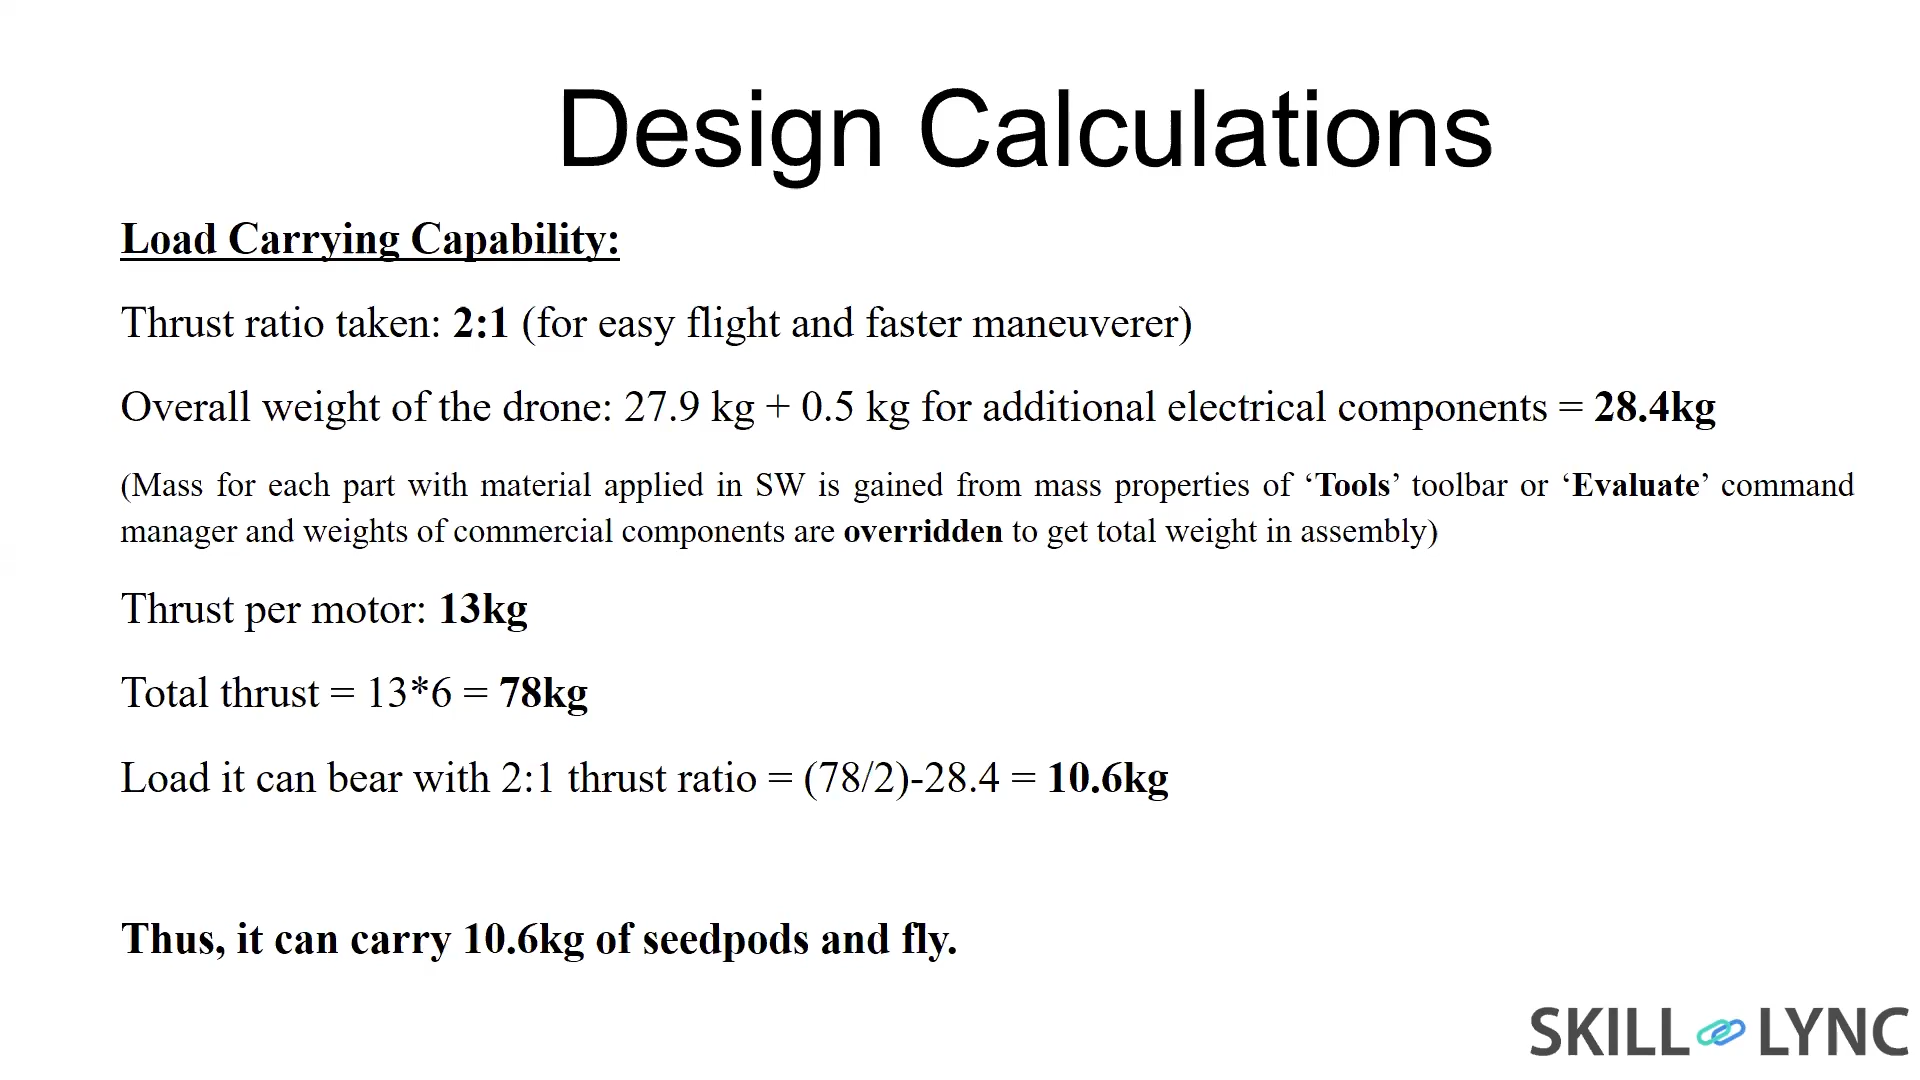 Design Calculations
Load Carrying Capability:
Thrust ratio taken: 2:1 (for easy flight and faster maneuverer)
Overall weight of the drone: 27.9 kg + 0.5 kg for additional electrical components = 28.4kg
(Mass for each part with material applied in SW is gained from mass properties of ‘Tools’ toolbar or ‘Evaluate’ command
manager and weights of commercial components are overridden to get total weight in assembly)
Thrust per motor: 13kg
Total thrust = 13*6 = 78kg
Load it can bear with 2:1 thrust ratio = (78/2)-28.4 = 10.6kg
Thus, it can carry 10.6kg of seedpods and fly.
SKILL LYNC